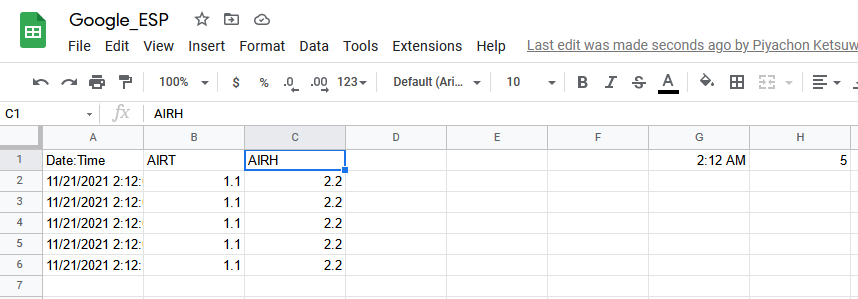 Google_ESP
File Edit View Insert Format Data Tools Extensions Help Last edit was made seconds ago by Piyachon Ketsuw
100% $ % .0 .00 123 Default (Ari... 10 B I S A
C1 fx AIRH
A B C D E F G H
1 Date:Time AIRT AIRH 2:12 AM 5
2 11/21/2021 2:12: 1.1 2.2
3 11/21/2021 2:12: 1.1 2.2
4 11/21/2021 2:12: 1.1 2.2
5 11/21/2021 2:12: 1.1 2.2
6 11/21/2021 2:12: 1.1 2.2
7